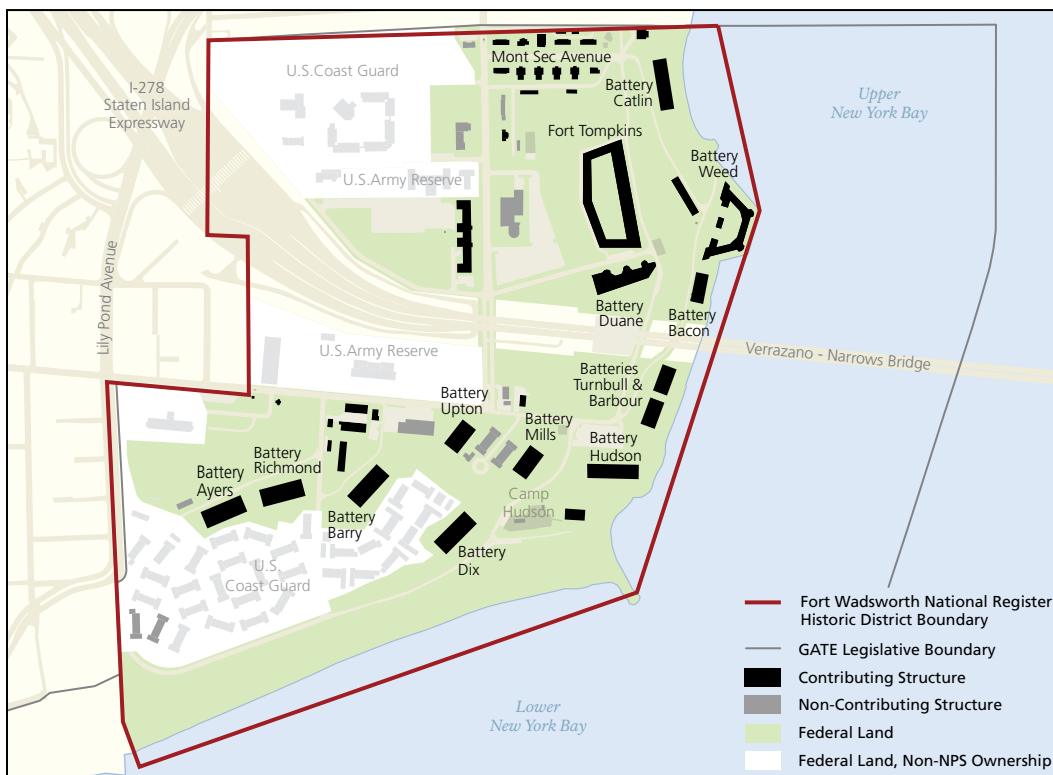 Mont Sec Avenue
U.S.Coast Guard
I-278
Staten Island
Expressway
Battery
Catlin
Upper
New York Bay
Fort Tompkins
Battery
Weed
U.S.Army Reserve
Lily Pond Avenue
Battery
Duane
Battery
Bacon
U.S.Army Reserve
Verrazano - Narrows Bridge
Batteries
Turnbull &
Barbour
Battery
Upton
Battery
Mills
Battery
Hudson
Battery
Richmond
Battery
Ayers
Battery
Barry
Camp
Hudson
Battery
Dix
U.S.
Coast Guard
Lower
New York Bay
Fort Wadsworth National Register
Historic District Boundary
GATE Legislative Boundary
Contributing Structure
Non-Contributing Structure
Federal Land
Federal Land, Non-NPS Ownership